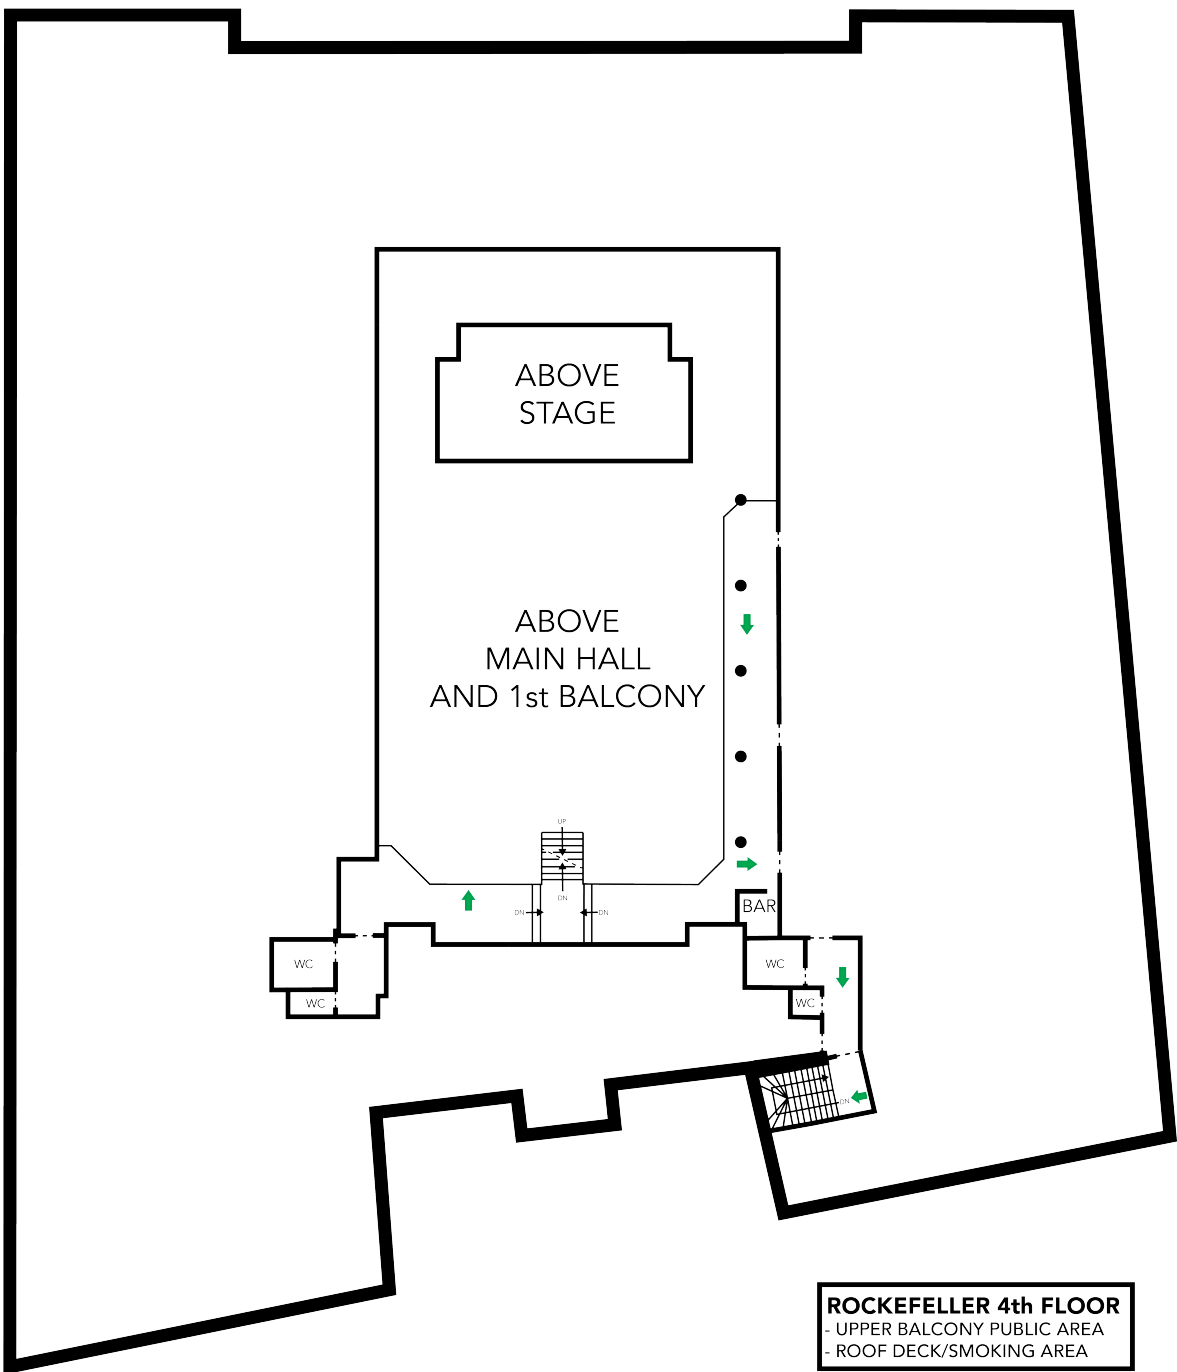 ABOVE
STAGE
ABOVE
MAIN HALL
AND 1st BALCONY
UP
DN
DN
DN
BAR
WC
WC
WC
WC
DN
ROCKEFELLER 4th FLOOR
- UPPER BALCONY PUBLIC AREA
- ROOF DECK/SMOKING AREA